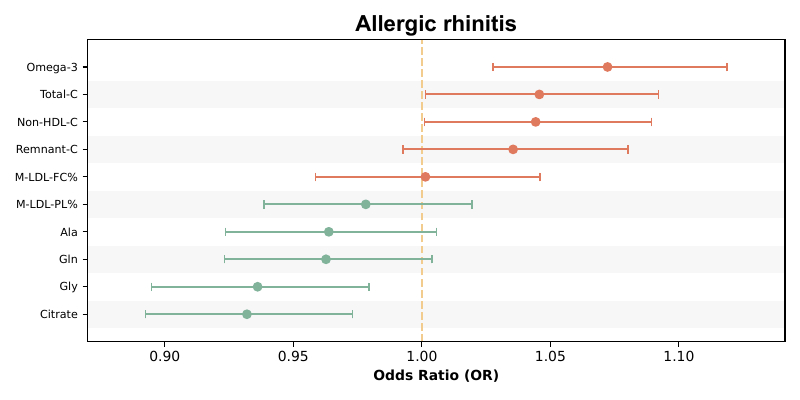 Allergic rhinitis
Omega-3
Total-C
Non-HDL-C
Remnant-C
M-LDL-FC%
M-LDL-PL%
Ala
Gln
Gly
Citrate
0.90 0.95 1.00 1.05 1.10
Odds Ratio (OR)